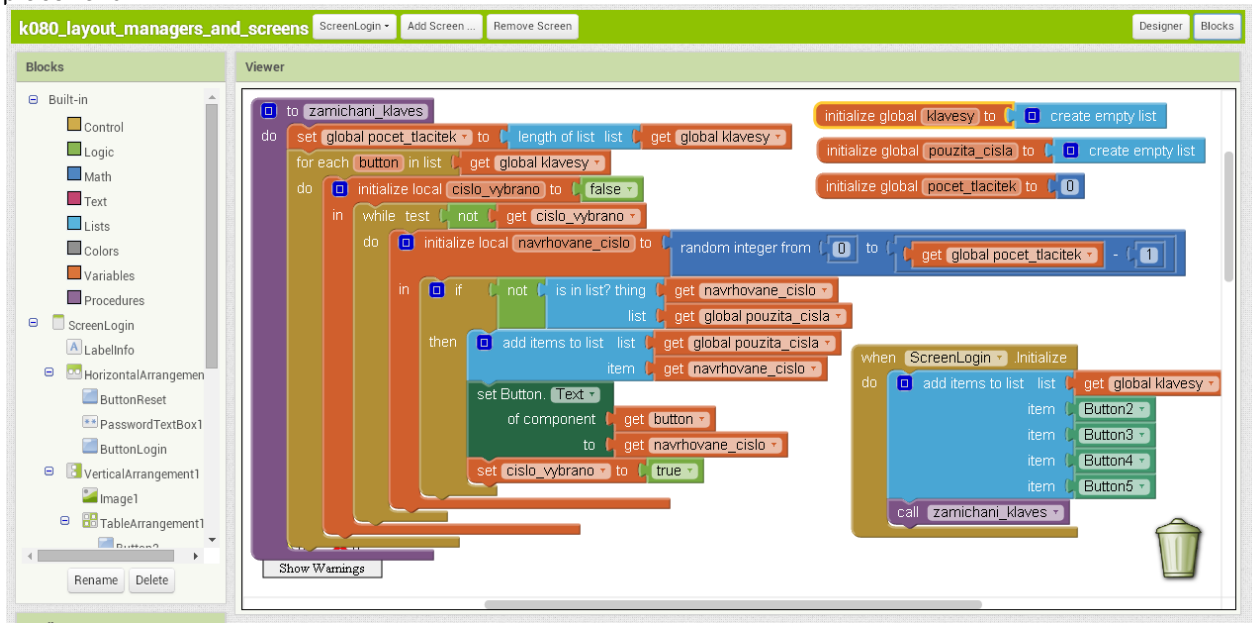 k080_layout_managers_and_screens ScreenLogin Add Screen ... Remove Screen Designer Blocks
Blocks
Viewer
Built-in
Control
Logic
Math
Text
Lists
Colors
Variables
Procedures
ScreenLogin
LabelInfo
HorizontalArrangemen
ButtonReset
PasswordTextBox1
ButtonLogin
VerticalArrangement1
Image1
TableArrangement1
Rename Delete
to zamichani_klaves
do set global pocet_tlacitek to length of list list get global klavesy
for each button in list get global klavesy
do initialize local cislo_vybrano to false
in while test not get cislo_vybrano
do initialize local navrhovane_cislo to random integer from 0 to get global pocet_tlacitek - 1
in if not is in list? thing get navrhovane_cislo
list get global pouzita_cisla
then add items to list list get global pouzita_cisla
item get navrhovane_cislo
set Button. Text
of component get button
to get navrhovane_cislo
set cislo_vybrano to true
Show Warnings
initialize global klavesy to create empty list
initialize global pouzita_cisla to create empty list
initialize global pocet_tlacitek to 0
when ScreenLogin .Initialize
do add items to list list get global klavesy
item Button2
item Button3
item Button4
item Button5
call zamichani_klaves